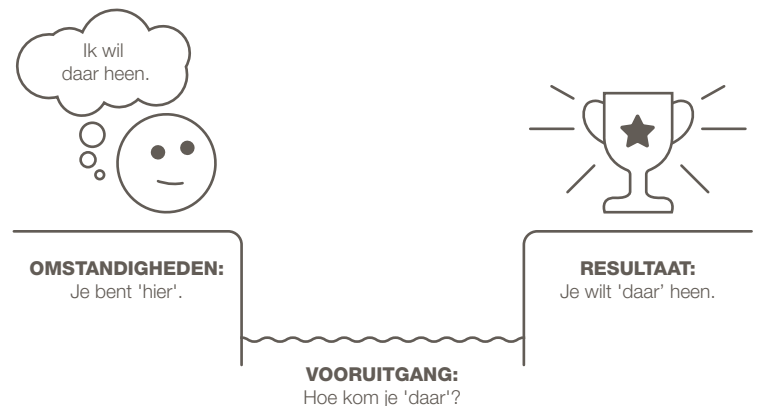 Ik wil
daar heen.
OMSTANDIGHEDEN:
Je bent 'hier'.
RESULTAAT:
Je wilt 'daar’ heen.
VOORUITGANG:
Hoe kom je 'daar'?